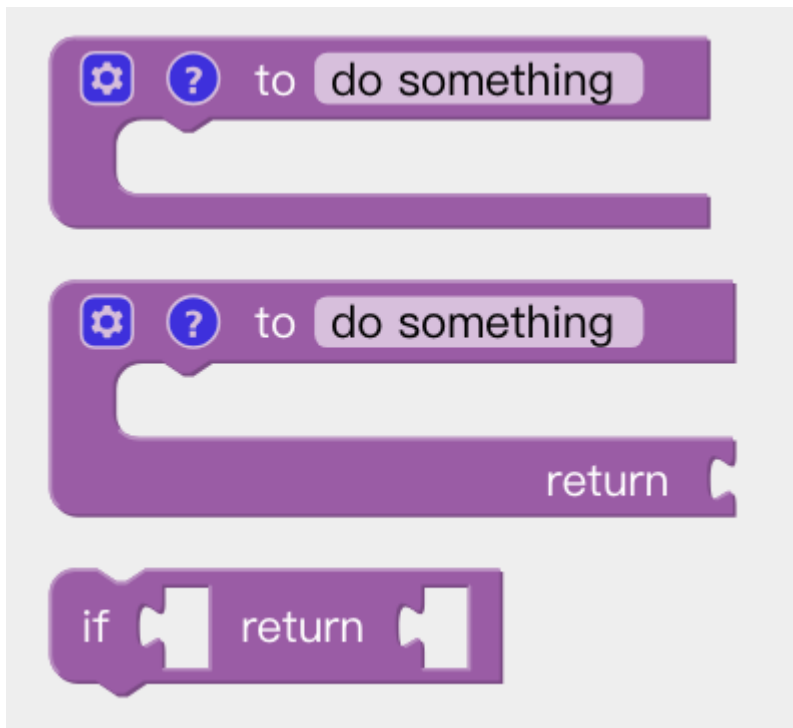 ? to do something
? to do something
return
if return